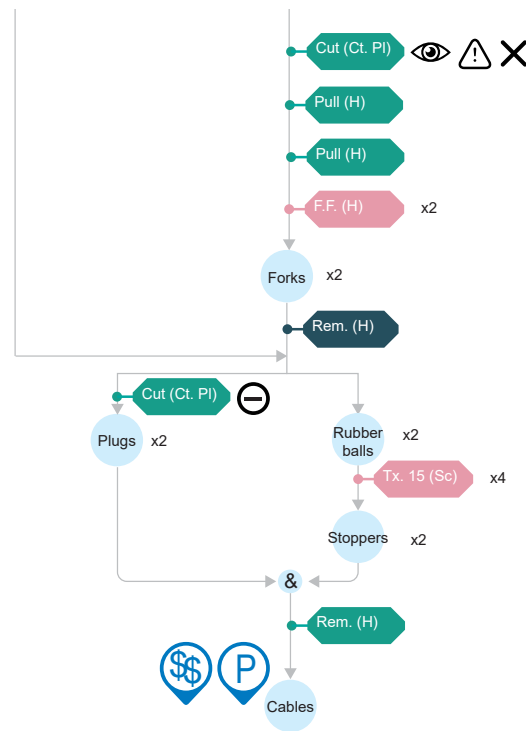 Cut (Ct. Pl)
Pull (H)
Pull (H)
F.F. (H) x2
Forks x2
Rem. (H)
Cut (Ct. Pl)
Plugs x2
Rubber
balls
x2
Tx. 15 (Sc) x4
Stoppers x2
&
Rem. (H)
$$ P
Cables